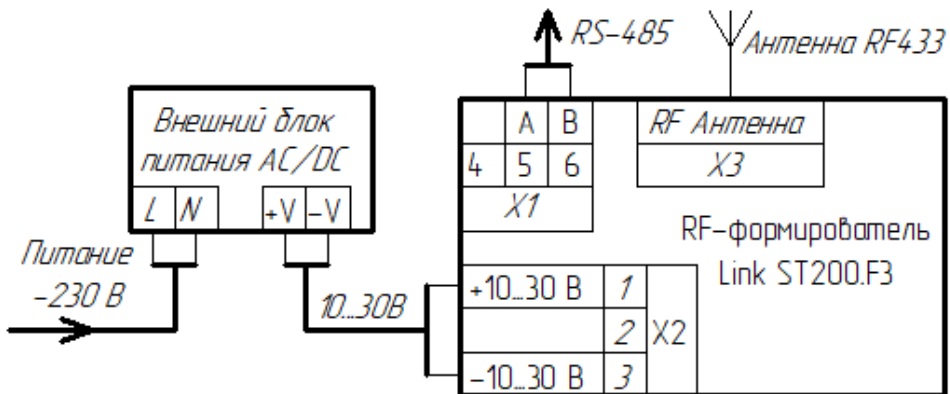 RS-485
Антенна RF433
Внешний блок
питания AC/DC
L N +V -V
Питание
~230 В
10...30В
A B
4 5 6
X1
RF Антенна
X3
RF-формирователь
Link ST200.F3
+10...30 В 1
2
-10...30 В 3
X2